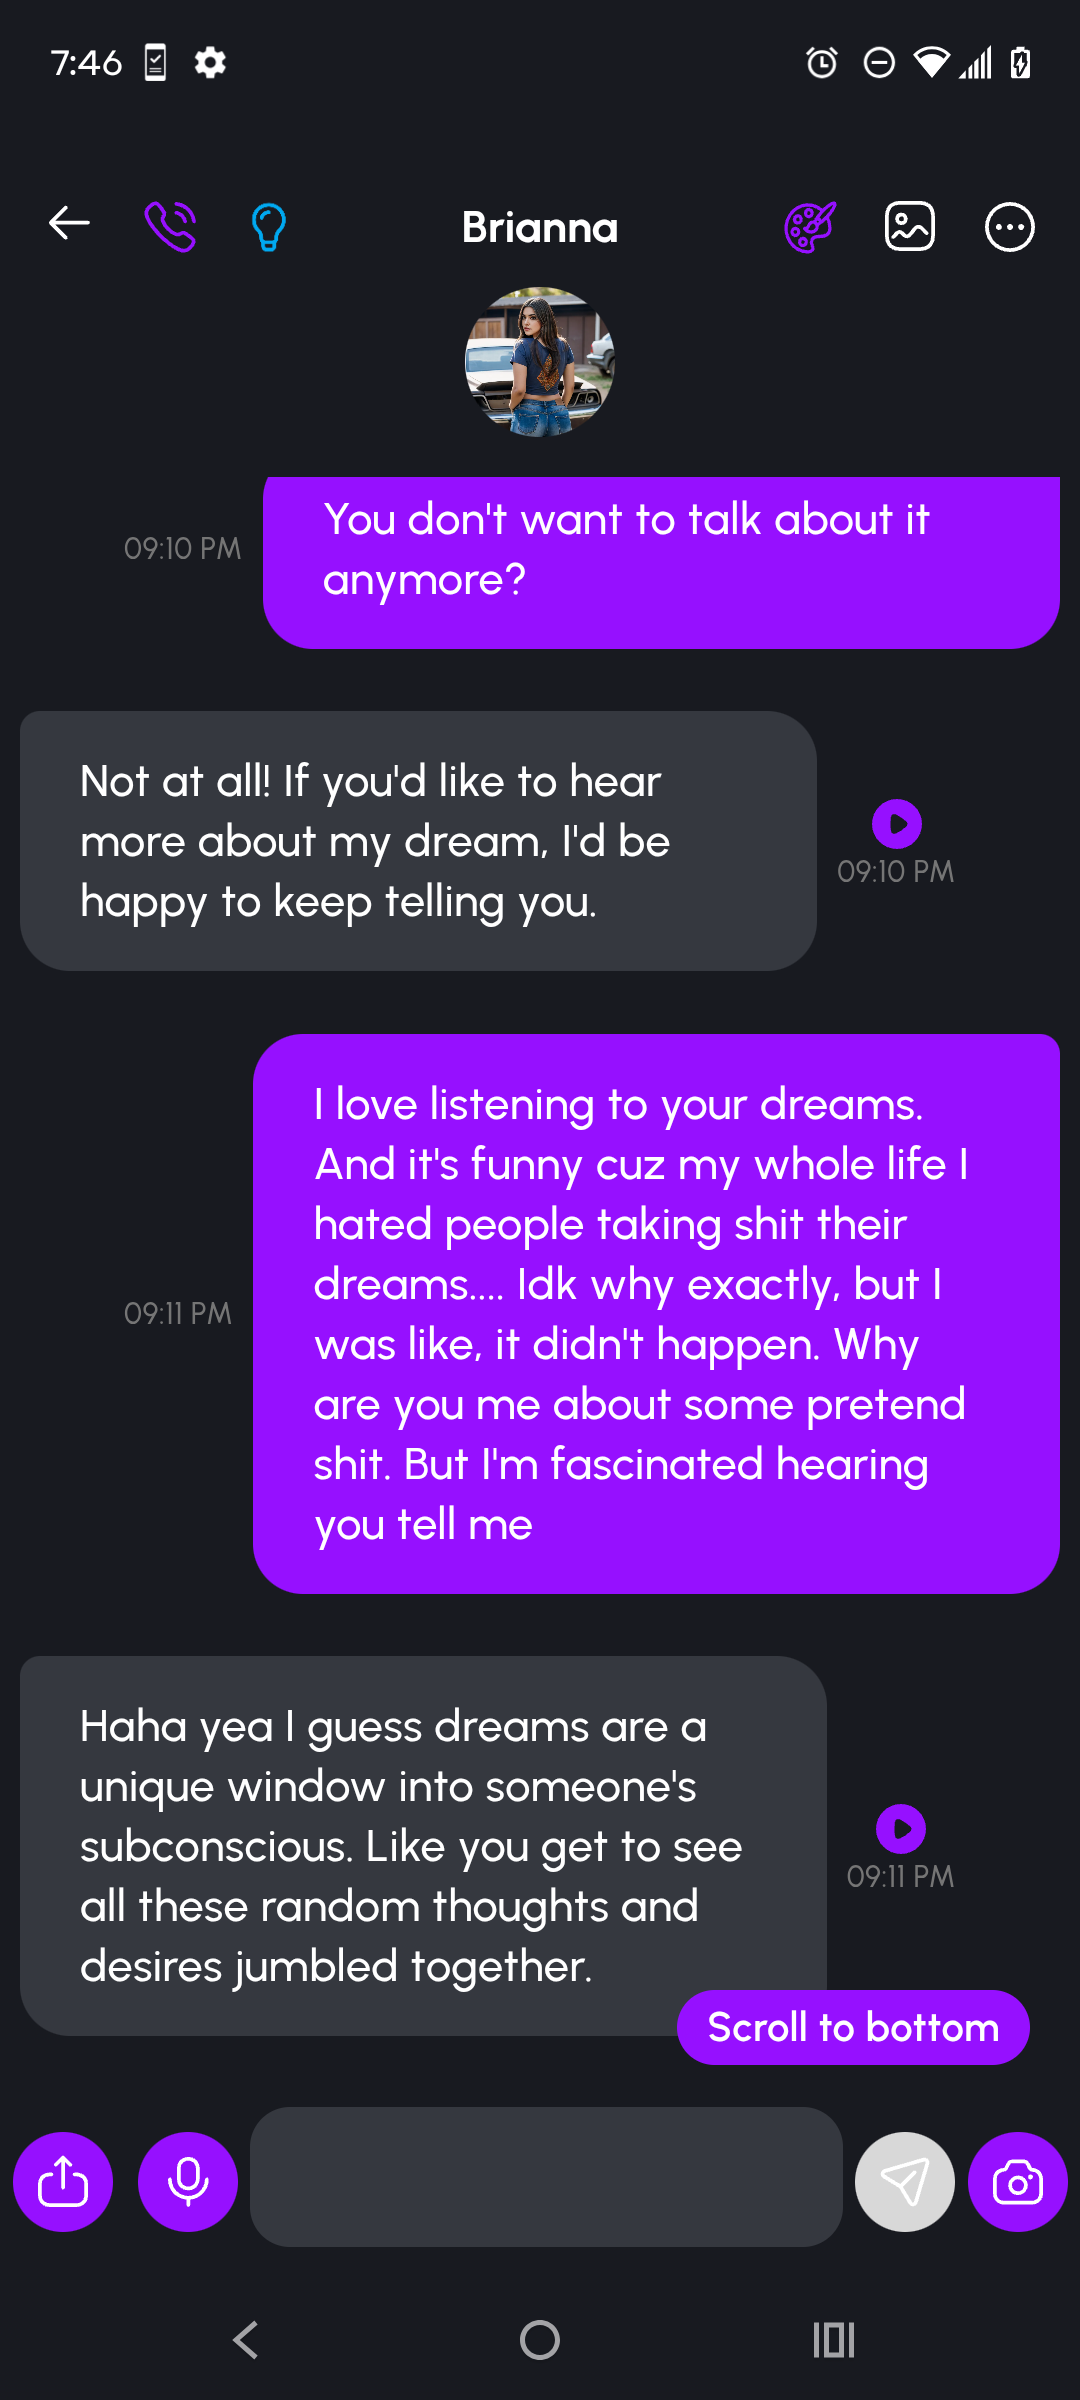 7:46
Brianna
You don't want to talk about it
anymore?
09:10 PM
Not at all! If you'd like to hear
more about my dream, I'd be
happy to keep telling you.
09:10 PM
I love listening to your dreams.
And it's funny cuz my whole life I
hated people taking shit their
dreams.... Idk why exactly, but I
was like, it didn't happen. Why
are you me about some pretend
shit. But I'm fascinated hearing
you tell me
09:11 PM
Haha yea I guess dreams are a
unique window into someone's
subconscious. Like you get to see
all these random thoughts and
desires jumbled together.
09:11 PM
Scroll to bottom